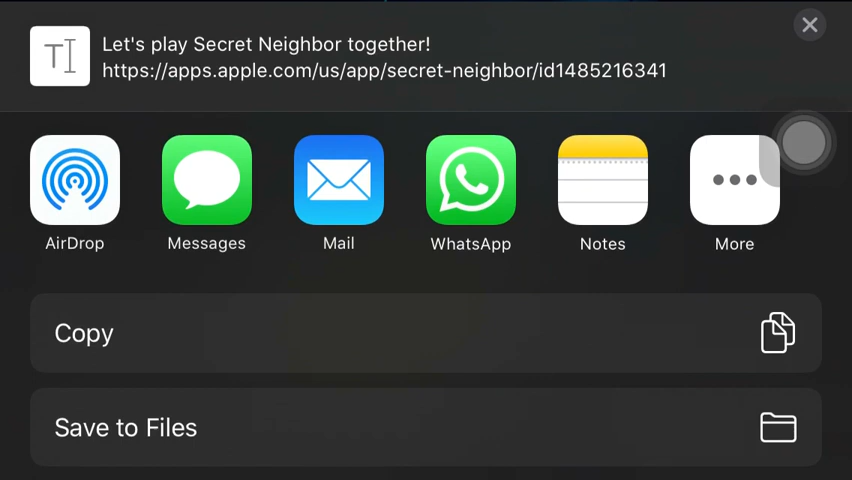 TI
Let's play Secret Neighbor together!
https://apps.apple.com/us/app/secret-neighbor/id1485216341
AirDrop
Messages
Mail
WhatsApp
Notes
More
Copy
Save to Files